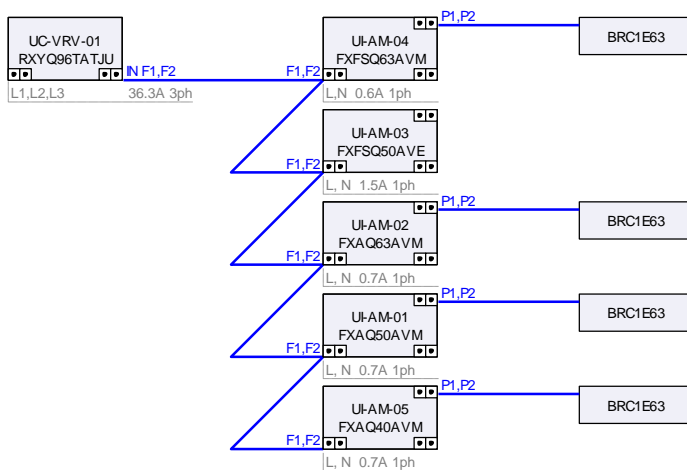 P1,P2
UC-VRV-01
RXYQ96TATJU
IN F1,F2
L1,L2,L3 36.3A 3ph
UI-AM-04
FXFSQ63AVM
F1,F2
L,N 0.6A 1ph
BRC1E63
UI-AM-03
FXFSQ50AVE
F1,F2
L, N 1.5A 1ph
P1,P2
UI-AM-02
FXAQ63AVM
F1,F2
L, N 0.7A 1ph
BRC1E63
P1,P2
UI-AM-01
FXAQ50AVM
F1,F2
L, N 0.7A 1ph
BRC1E63
P1,P2
UI-AM-05
FXAQ40AVM
F1,F2
L, N 0.7A 1ph
BRC1E63